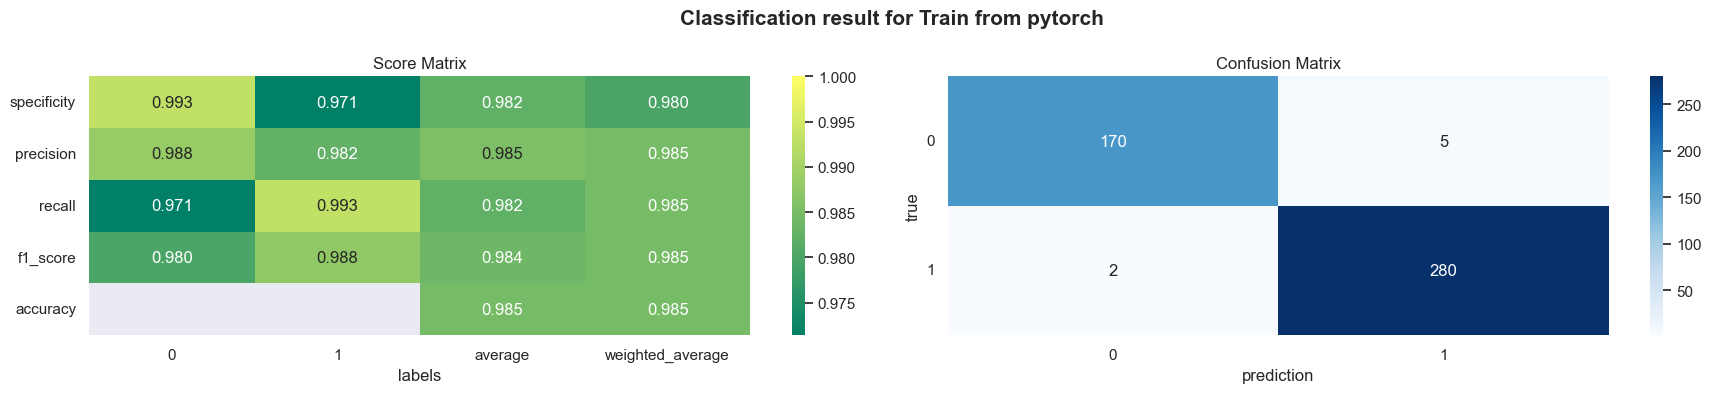 Classification result for Train from pytorch
Score Matrix
specificity 0.993 0.971 0.982 0.980
precision 0.988 0.982 0.985 0.985
recall 0.971 0.993 0.982 0.985
f1_score 0.980 0.988 0.984 0.985
accuracy 0.985 0.985
0 1 average weighted_average
labels
1.000
0.995
0.990
0.985
0.980
0.975
Confusion Matrix
true
0 170 5
1 2 280
0 1
prediction
250
200
150
100
50